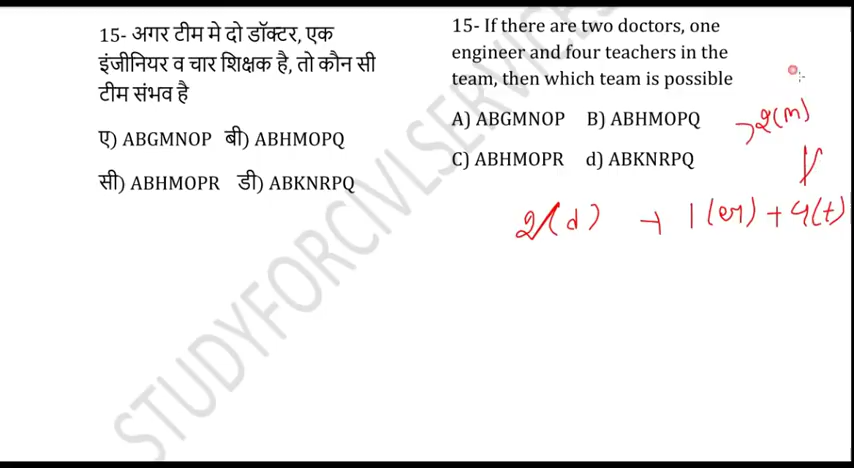 15- अगर टीम मे दो डॉक्टर, एक
इंजीनियर व चार शिक्षक है, तो कौन सी
टीम संभव है
ए) ABGMNOP बी) ABHMOPQ
सी) ABHMOPR डी) ABKNRPQ
15- If there are two doctors, one
engineer and four teachers in the
team, then which team is possible
A) ABGMNOP B) ABHMOPQ
C) ABHMOPR d) ABKNRPQ
2(m)
2(d) → 1(en) + 4(t)
STUDYFORCIVLSERVICES